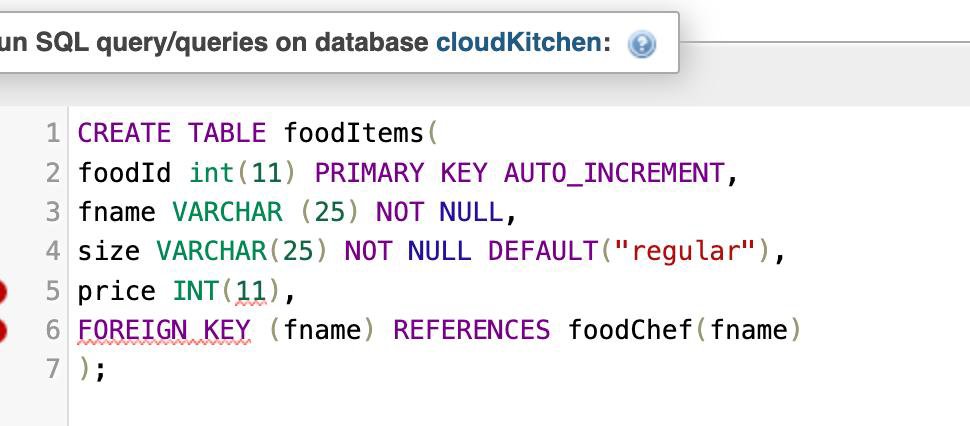 un SQL query/queries on database cloudKitchen:
1 CREATE TABLE foodItems(
2 foodId int(11) PRIMARY KEY AUTO_INCREMENT,
3 fname VARCHAR (25) NOT NULL,
4 size VARCHAR(25) NOT NULL DEFAULT("regular"),
5 price INT(11),
6 FOREIGN KEY (fname) REFERENCES foodChef(fname)
7 );